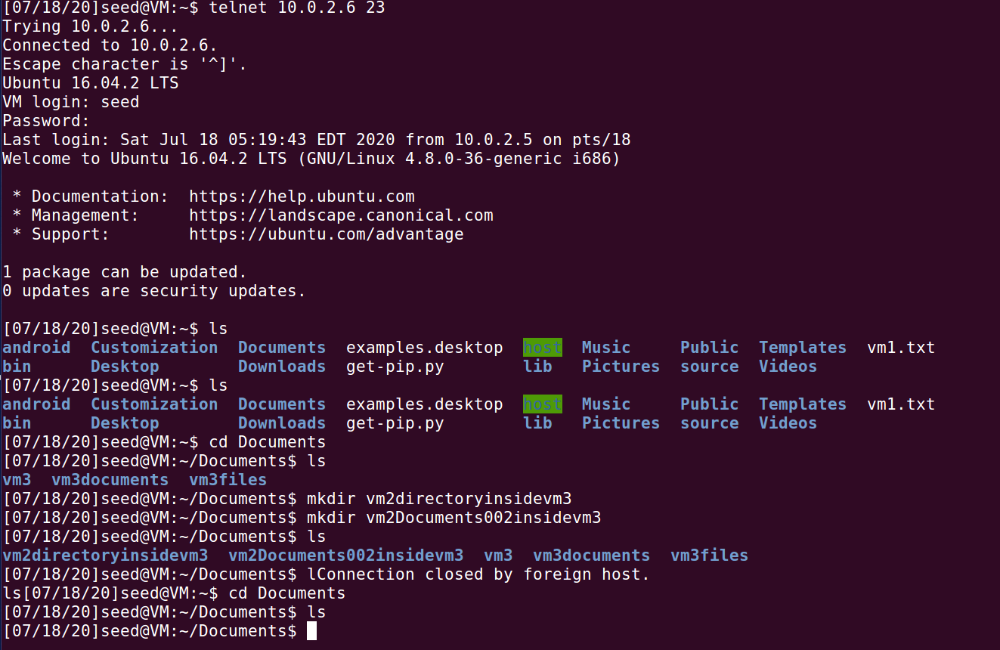 [07/18/20]seed@VM:~$ telnet 10.0.2.6 23
Trying 10.0.2.6...
Connected to 10.0.2.6.
Escape character is '^]'.
Ubuntu 16.04.2 LTS
VM login: seed
Password:
Last login: Sat Jul 18 05:19:43 EDT 2020 from 10.0.2.5 on pts/18
Welcome to Ubuntu 16.04.2 LTS (GNU/Linux 4.8.0-36-generic i686)

 * Documentation:  https://help.ubuntu.com
 * Management:     https://landscape.canonical.com
 * Support:        https://ubuntu.com/advantage

1 package can be updated.
0 updates are security updates.

[07/18/20]seed@VM:~$ ls
android  Customization  Documents  examples.desktop  host  Music     Public  Templates  vm1.txt
bin      Desktop        Downloads  get-pip.py        lib   Pictures  source  Videos
[07/18/20]seed@VM:~$ ls
android  Customization  Documents  examples.desktop  host  Music     Public  Templates  vm1.txt
bin      Desktop        Downloads  get-pip.py        lib   Pictures  source  Videos
[07/18/20]seed@VM:~$ cd Documents
[07/18/20]seed@VM:~/Documents$ ls
vm3  vm3documents  vm3files
[07/18/20]seed@VM:~/Documents$ mkdir vm2directoryinsidevm3
[07/18/20]seed@VM:~/Documents$ mkdir vm2Documents002insidevm3
[07/18/20]seed@VM:~/Documents$ ls
vm2directoryinsidevm3  vm2Documents002insidevm3  vm3  vm3documents  vm3files
[07/18/20]seed@VM:~/Documents$ lConnection closed by foreign host.
ls[07/18/20]seed@VM:~$ cd Documents
[07/18/20]seed@VM:~/Documents$ ls
[07/18/20]seed@VM:~/Documents$